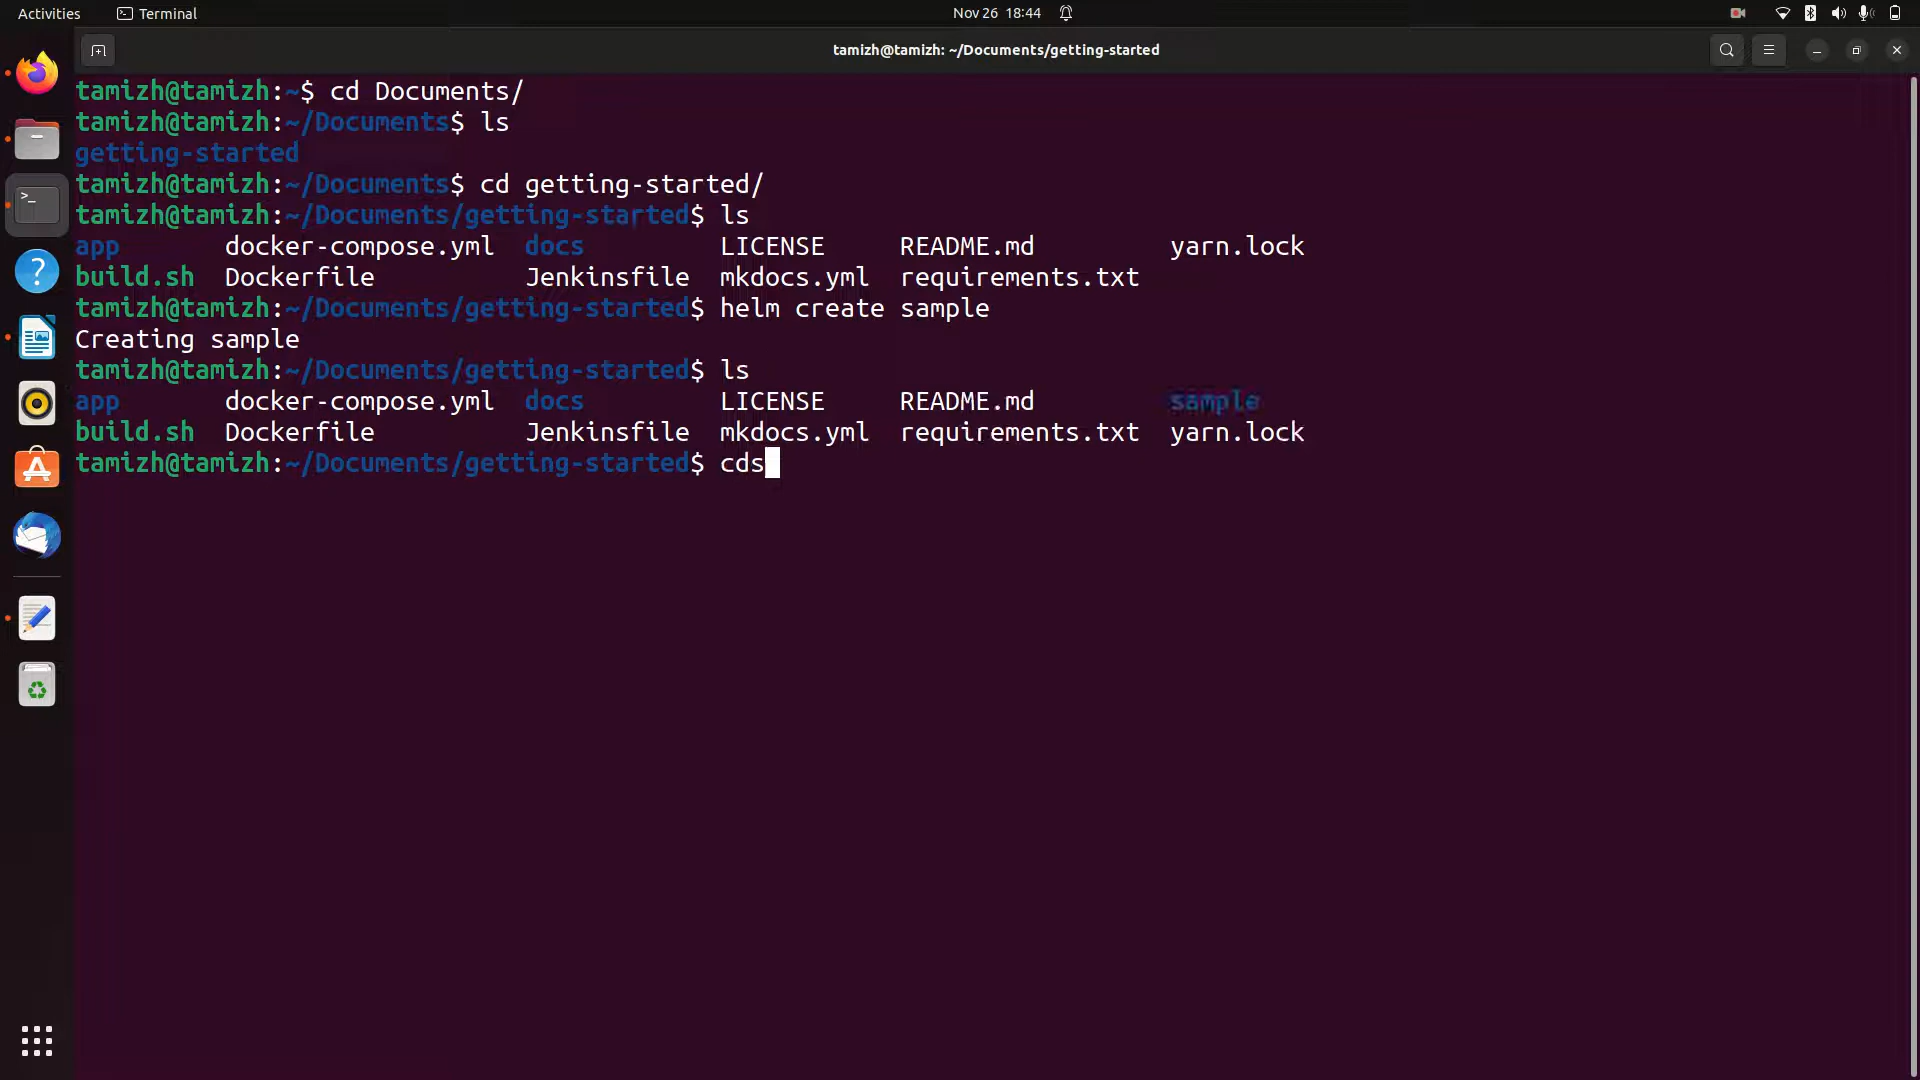 Activities Terminal Nov 26 18:44
tamizh@tamizh: ~/Documents/getting-started
tamizh@tamizh:~$ cd Documents/
tamizh@tamizh:~/Documents$ ls
getting-started
tamizh@tamizh:~/Documents$ cd getting-started/
tamizh@tamizh:~/Documents/getting-started$ ls
app docker-compose.yml docs LICENSE README.md yarn.lock
build.sh Dockerfile Jenkinsfile mkdocs.yml requirements.txt
tamizh@tamizh:~/Documents/getting-started$ helm create sample
Creating sample
tamizh@tamizh:~/Documents/getting-started$ ls
app docker-compose.yml docs LICENSE README.md sample
build.sh Dockerfile Jenkinsfile mkdocs.yml requirements.txt yarn.lock
tamizh@tamizh:~/Documents/getting-started$ cds